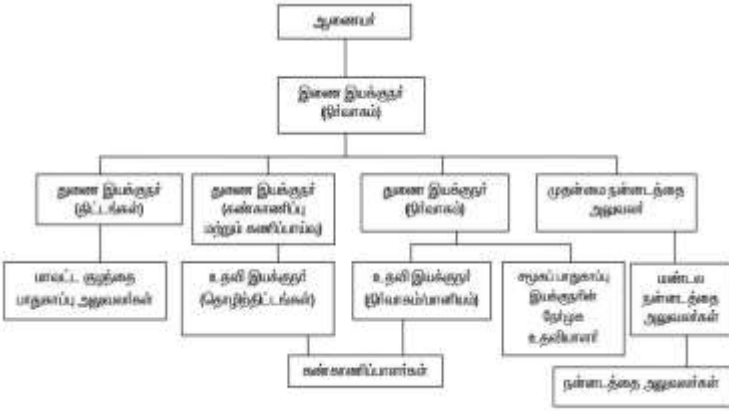 ஆணையர்
இணை இயக்குநர்
(நிர்வாகம்)
துணை இயக்குநர்
(திட்டங்கள்)
துணை இயக்குநர்
(கண்காணிப்பு
மற்றும் கணிப்பாய்வு)
துணை இயக்குநர்
(நிர்வாகம்)
முதன்மை நன்னடத்தை
அலுவலர்
மாவட்ட குழந்தை
பாதுகாப்பு அலுவலர்கள்
உதவி இயக்குநர்
(தொழிற்திட்டங்கள்)
உதவி இயக்குநர்
(நிர்வாகம்/மானியம்)
சமூகப் பாதுகாப்பு
இயக்குநரின்
நேர்முக
உதவியாளர்
மண்டல
நன்னடத்தை
அலுவலர்கள்
கண்காணிப்பாளர்கள்
நன்னடத்தை அலுவலர்கள்